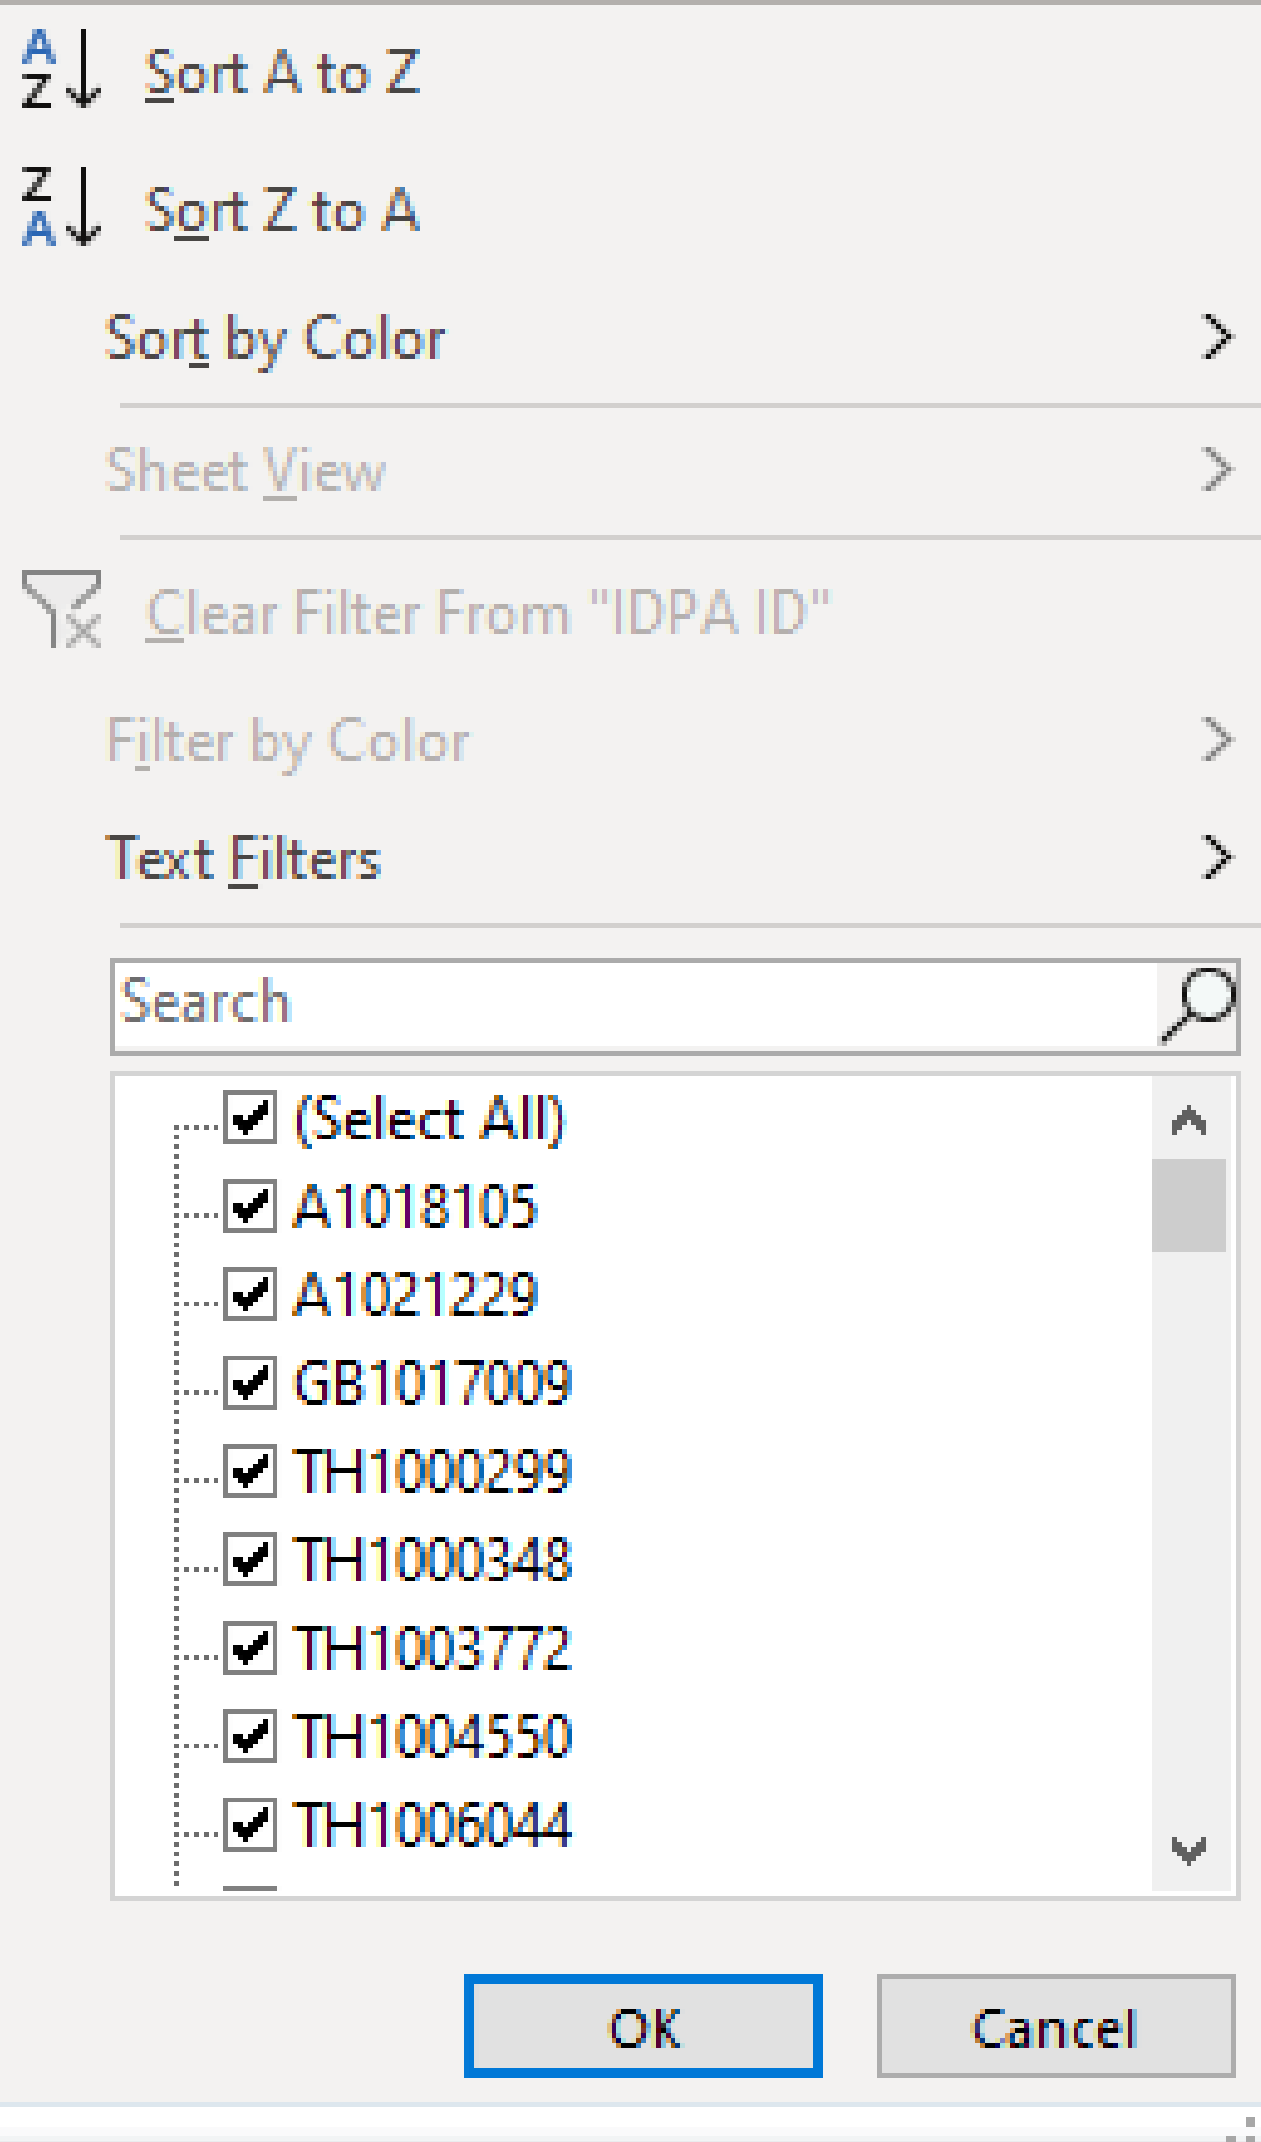 Sort A to Z
Sort Z to A
Sort by Color
Sheet View
Clear Filter From "IDPA ID"
Filter by Color
Text Filters
Search
(Select All)
A1018105
A1021229
GB1017009
TH1000299
TH1000348
TH1003772
TH1004550
TH1006044
OK
Cancel